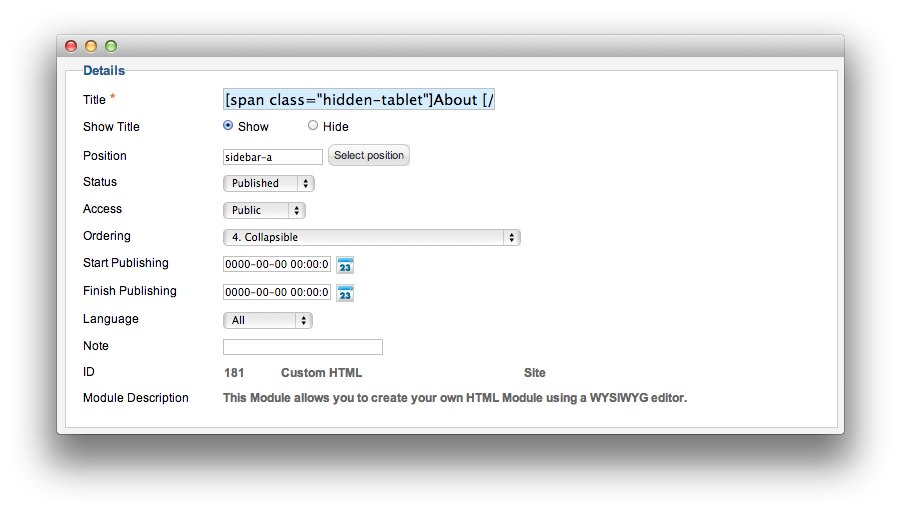 Details
Title *
[span class="hidden-tablet"]About [/
Show Title
Show
Hide
Position
sidebar-a
Select position
Status
Published
Access
Public
Ordering
4. Collapsible
Start Publishing
0000-00-00 00:00:0
23
Finish Publishing
0000-00-00 00:00:0
23
Language
All
Note
ID
181 Custom HTML Site
Module Description
This Module allows you to create your own HTML Module using a WYSIWYG editor.